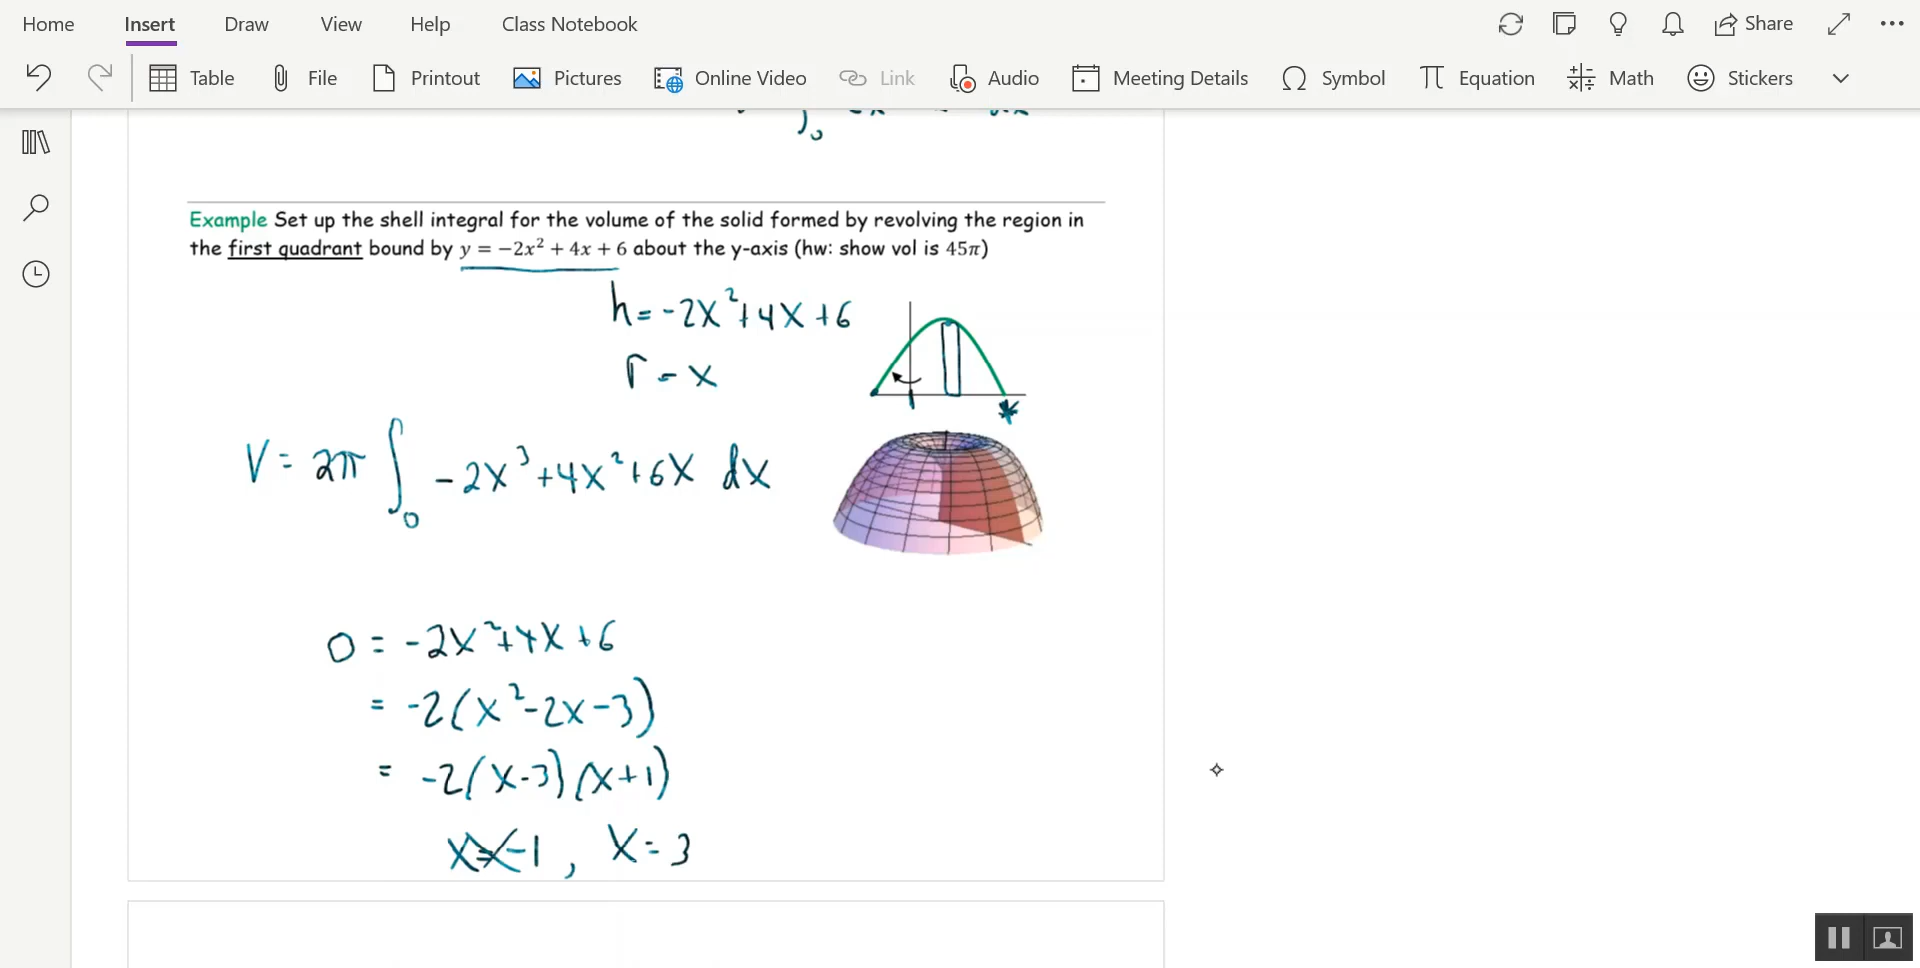 Home Insert Draw View Help Class Notebook Share
Table File Printout Pictures Online Video Link Audio Meeting Details Symbol Equation Math Stickers
Example Set up the shell integral for the volume of the solid formed by revolving the region in
the first quadrant bound by y = −2x² + 4x + 6 about the y-axis (hw: show vol is 45π)
h = -2x² + 4x + 6
r = x
V = 2π ∫₀ -2x³ + 4x² + 6x dx
0 = -2x² + 4x + 6
= -2(x² - 2x - 3)
= -2(x - 3)(x + 1)
x = -1 , x = 3